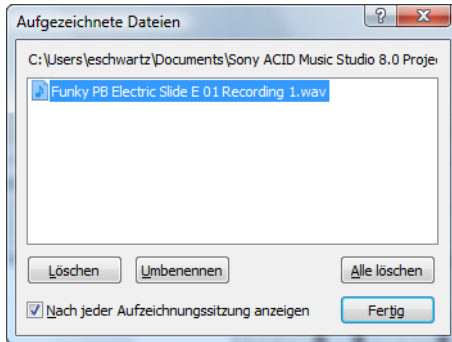 Aufgezeichnete Dateien
C:\Users\eschwartz\Documents\Sony ACID Music Studio 8.0 Proje
Funky PB Electric Slide E 01 Recording 1.wav
Löschen Umbenennen Alle löschen
Nach jeder Aufzeichnungssitzung anzeigen Fertig